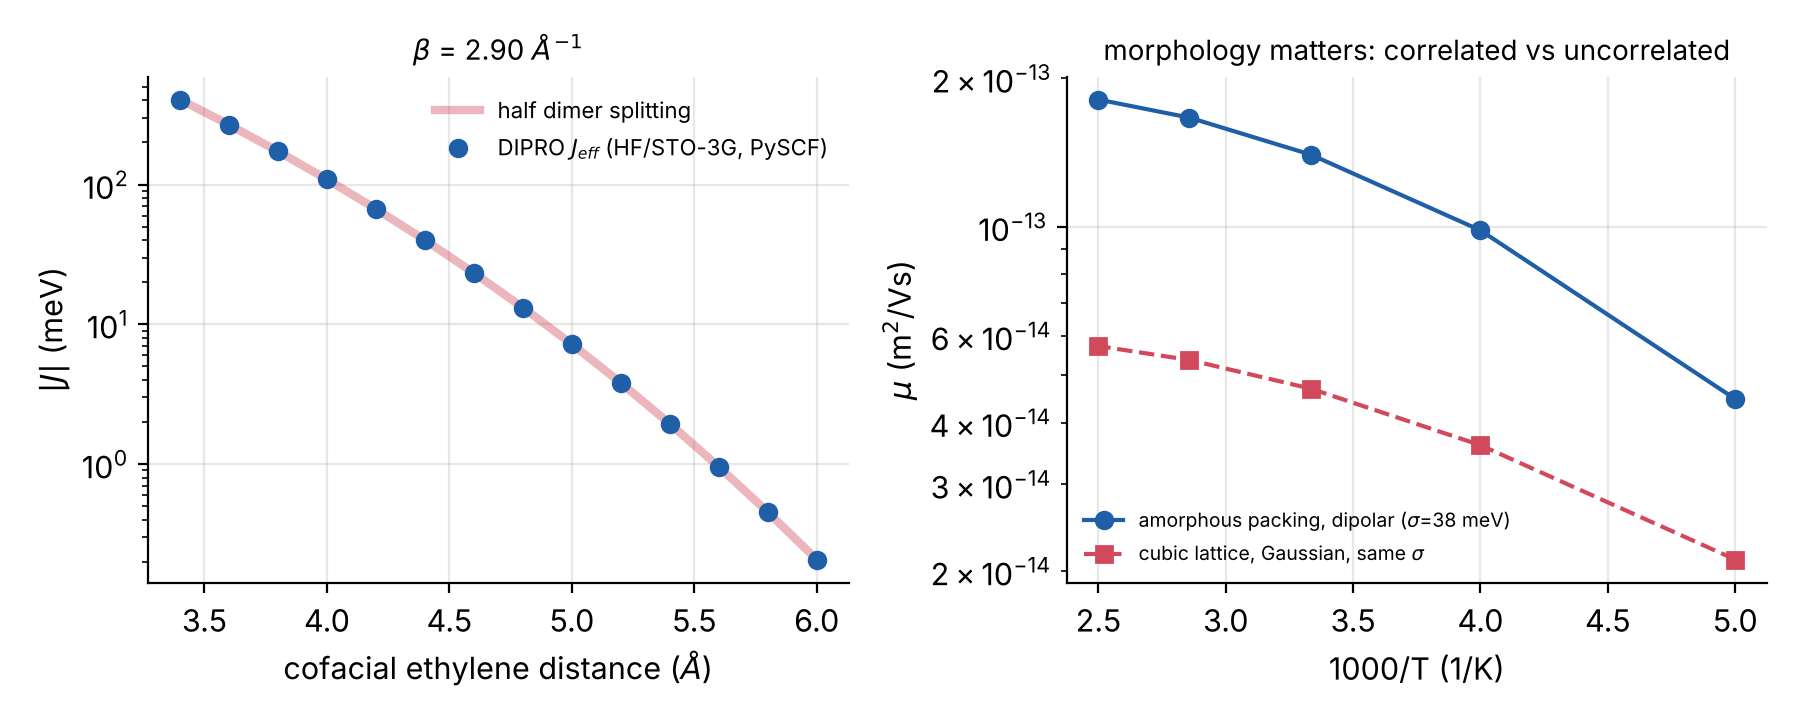 β = 2.90 Å⁻¹
half dimer splitting
DIPRO J_eff (HF/STO-3G, PySCF)
10²
10¹
10⁰
|J| (meV)
3.5 4.0 4.5 5.0 5.5 6.0
cofacial ethylene distance (Å)
morphology matters: correlated vs uncorrelated
2 × 10⁻¹³
10⁻¹³
6 × 10⁻¹⁴
4 × 10⁻¹⁴
3 × 10⁻¹⁴
2 × 10⁻¹⁴
μ (m²/Vs)
amorphous packing, dipolar (σ=38 meV)
cubic lattice, Gaussian, same σ
2.5 3.0 3.5 4.0 4.5 5.0
1000/T (1/K)